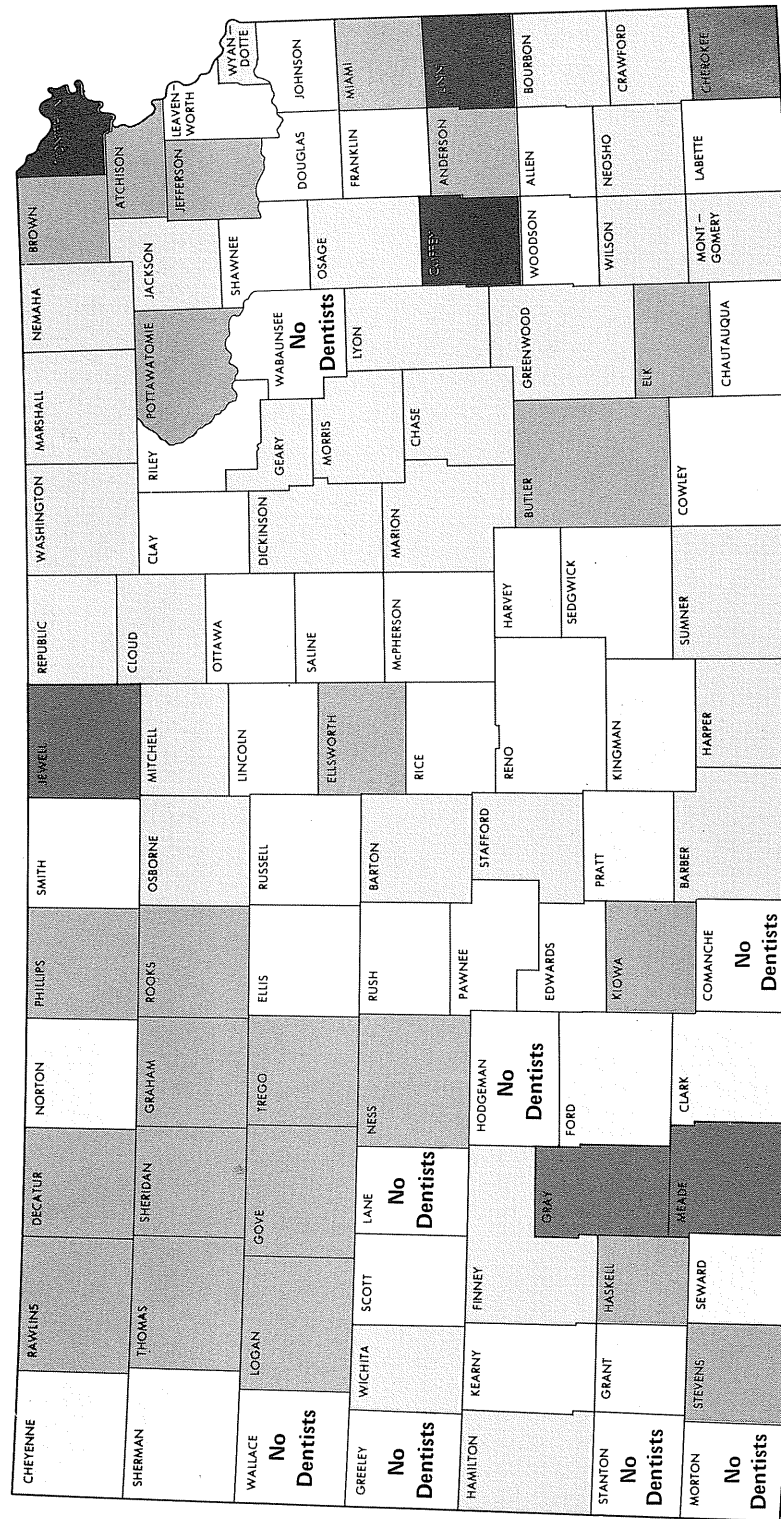 CHEYENNE
RAWLINS
DECATUR
NORTON
PHILLIPS
SMITH
JEWELL
REPUBLIC
WASHINGTON
MARSHALL
NEMAHA
BROWN
SHERMAN
THOMAS
SHERIDAN
GRAHAM
ROOKS
OSBORNE
MITCHELL
CLOUD
CLAY
RILEY
POTTAWATOMIE
JACKSON
ATCHISON
JEFFERSON
LEAVEN-
WORTH
WYAN-
DOTTE
WALLACE
No
Dentists
LOGAN
GOVE
TREGO
ELLIS
RUSSELL
LINCOLN
OTTAWA
DICKINSON
GEARY
WABAUNSEE
No
Dentists
SHAWNEE
DOUGLAS
JOHNSON
GREELEY
No
Dentists
WICHITA
SCOTT
LANE
No
Dentists
NESS
RUSH
BARTON
ELLSWORTH
SALINE
MORRIS
OSAGE
FRANKLIN
MIAMI
HAMILTON
KEARNY
FINNEY
HODGEMAN
No
Dentists
PAWNEE
STAFFORD
RICE
McPHERSON
MARION
CHASE
LYON
COFFEY
ANDERSON
LINN
STANTON
No
Dentists
GRANT
HASKELL
GRAY
FORD
EDWARDS
KIOWA
PRATT
RENO
HARVEY
SEDGWICK
BUTLER
GREENWOOD
WOODSON
ALLEN
BOURBON
MORTON
No
Dentists
STEVENS
SEWARD
MEADE
CLARK
COMANCHE
No
Dentists
BARBER
KINGMAN
HARPER
SUMNER
COWLEY
ELK
CHAUTAUQUA
WILSON
MONT-
GOMERY
NEOSHO
LABETTE
CRAWFORD
CHEROKEE